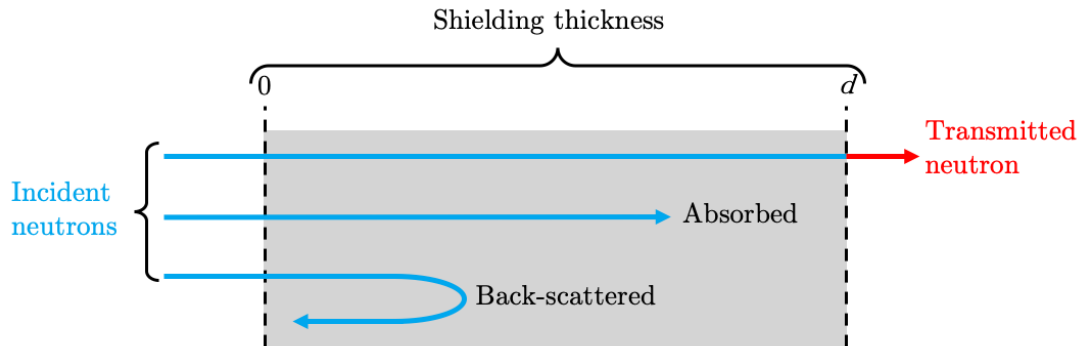 Shielding thickness
0
d
Transmitted
neutron
Incident
neutrons
Absorbed
Back-scattered